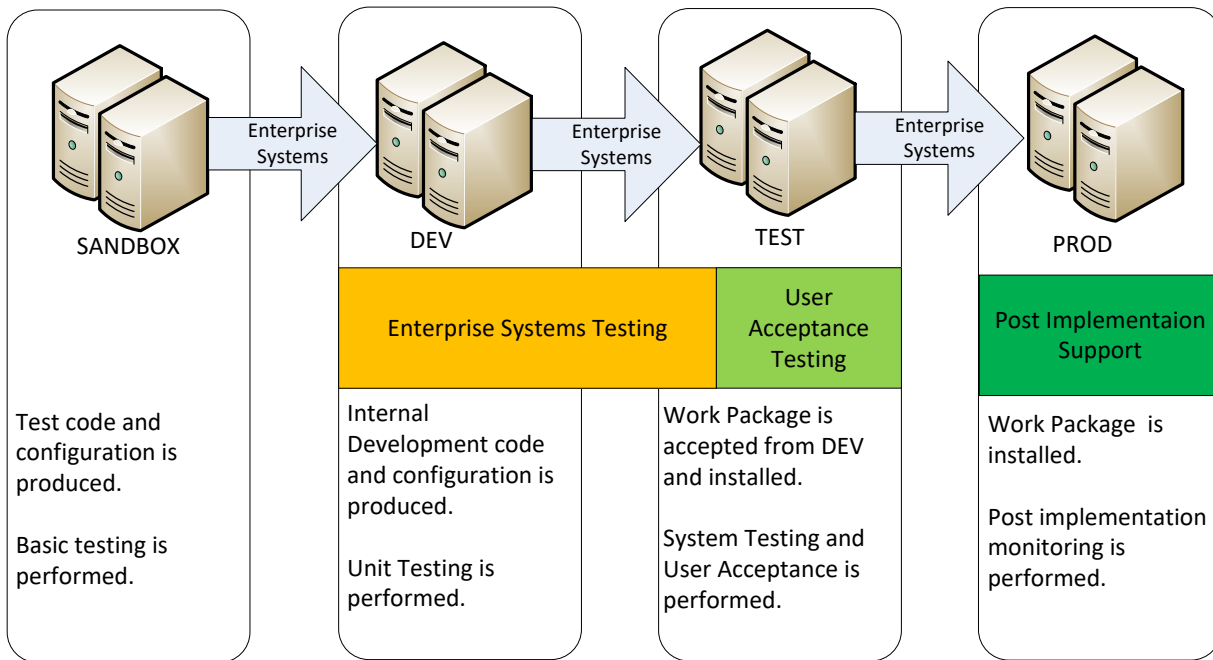 Enterprise
Systems
Enterprise
Systems
Enterprise
Systems
SANDBOX
DEV
TEST
PROD
Enterprise Systems Testing
User
Acceptance
Testing
Post Implementaion
Support
Test code and
configuration is
produced.
Basic testing is
performed.
Internal
Development code
and configuration is
produced.
Unit Testing is
performed.
Work Package is
accepted from DEV
and installed.
System Testing and
User Acceptance is
performed.
Work Package  is
installed.
Post implementation
monitoring is
performed.